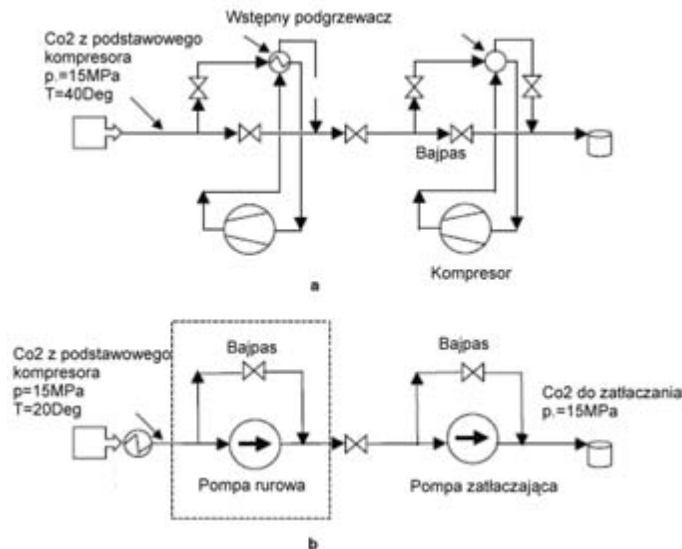 Wstępny podgrzewacz
Co2 z podstawowego
kompresora
p.=15MPa
T=40Deg
Bajpas
Kompresor
a
Co2 z podstawowego
kompresora
p=15MPa
T=20Deg
Bajpas
Bajpas
Co2 do zatłaczania
p.=15MPa
Pompa rurowa
Pompa zatłaczająca
b